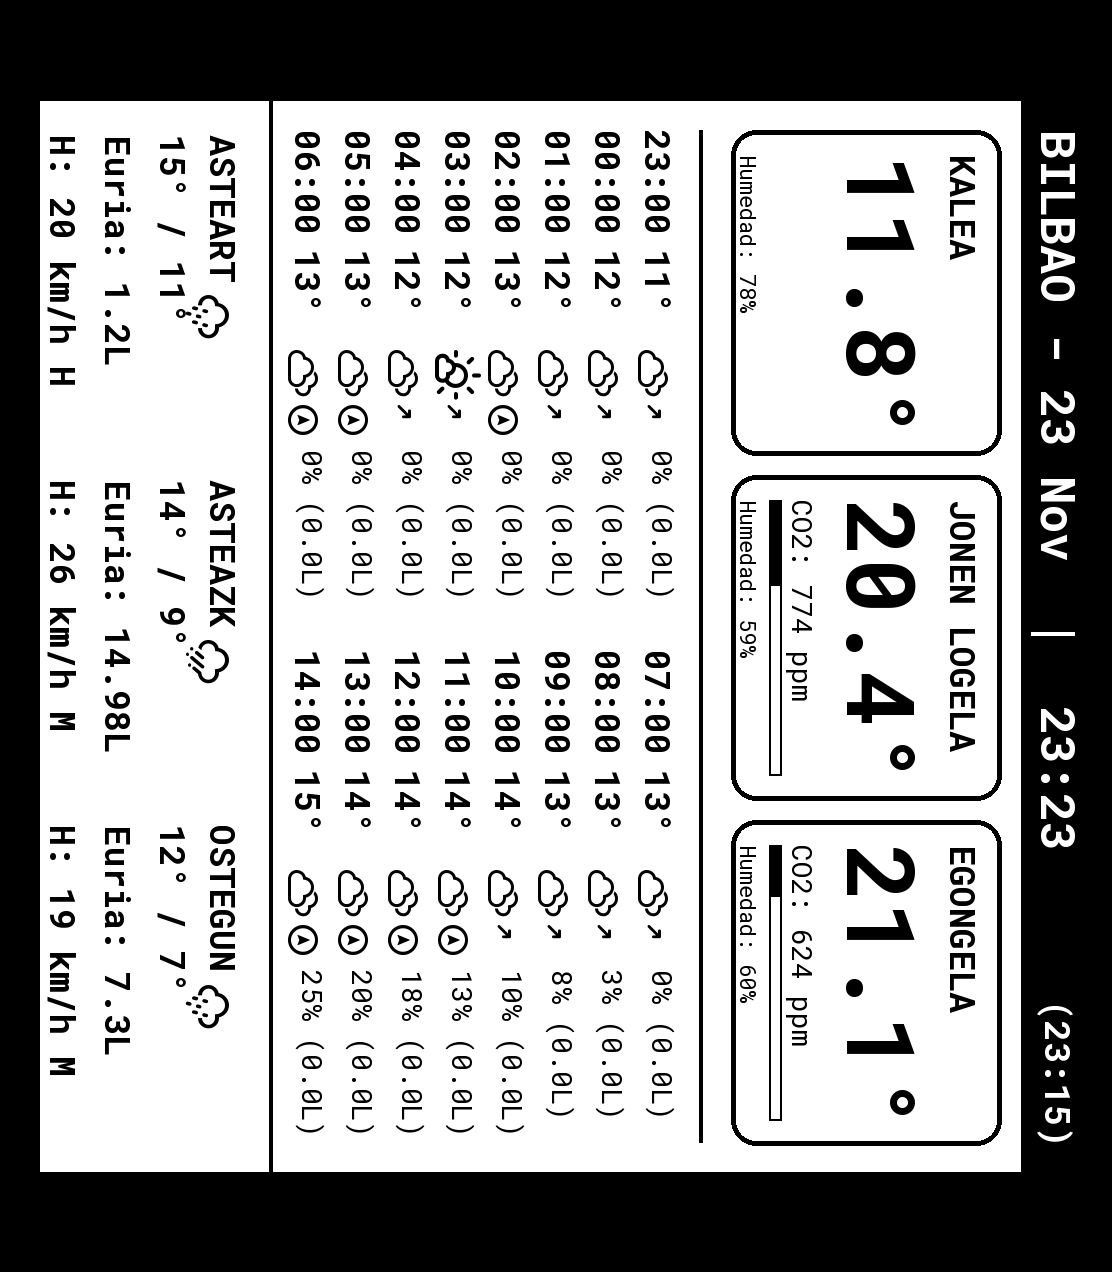 BILBAO - 23 Nov | 23:23 (23:15)
KALEA
11.8°
Humedad: 78%
JONEN LOGELA
20.4°
CO2: 774 ppm
Humedad: 59%
EGONGELA
21.1°
CO2: 624 ppm
Humedad: 60%
23:00 11° 0% (0.0L)
00:00 12° 0% (0.0L)
01:00 12° 0% (0.0L)
02:00 13° 0% (0.0L)
03:00 12° 0% (0.0L)
04:00 12° 0% (0.0L)
05:00 13° 0% (0.0L)
06:00 13° 0% (0.0L)
07:00 13° 0% (0.0L)
08:00 13° 3% (0.0L)
09:00 13° 8% (0.0L)
10:00 14° 10% (0.0L)
11:00 14° 13% (0.0L)
12:00 14° 18% (0.0L)
13:00 14° 20% (0.0L)
14:00 15° 25% (0.0L)
ASTEART
15° / 11°
Euria: 1.2L
H: 20 km/h H
ASTEAZK
14° / 9°
Euria: 14.98L
H: 26 km/h M
OSTEGUN
12° / 7°
Euria: 7.3L
H: 19 km/h M